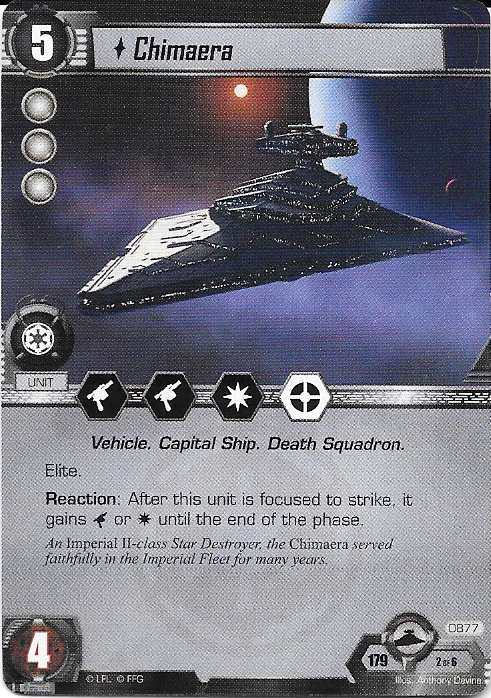 5
Chimaera
UNIT
Vehicle. Capital Ship. Death Squadron.
Elite.
Reaction: After this unit is focused to strike, it
gains or until the end of the phase.
An Imperial II-class Star Destroyer, the Chimaera served
faithfully in the Imperial Fleet for many years.
0877
4
179
2 of 6
© LFL © FFG
Illus. Anthony Devine